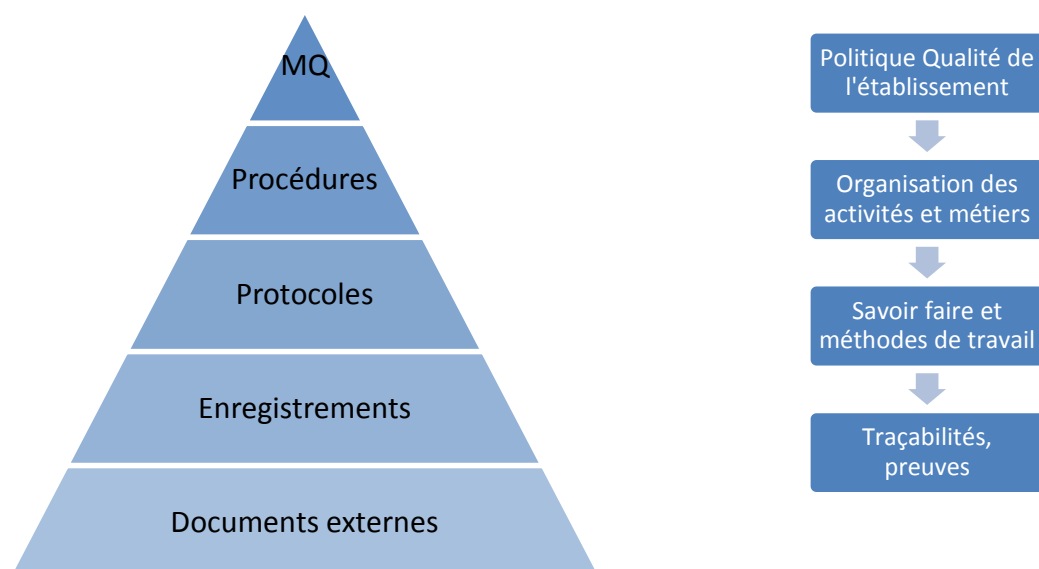 MQ
Procédures
Protocoles
Enregistrements
Documents externes
Politique Qualité de
l'établissement
Organisation des
activités et métiers
Savoir faire et
méthodes de travail
Traçabilités,
preuves